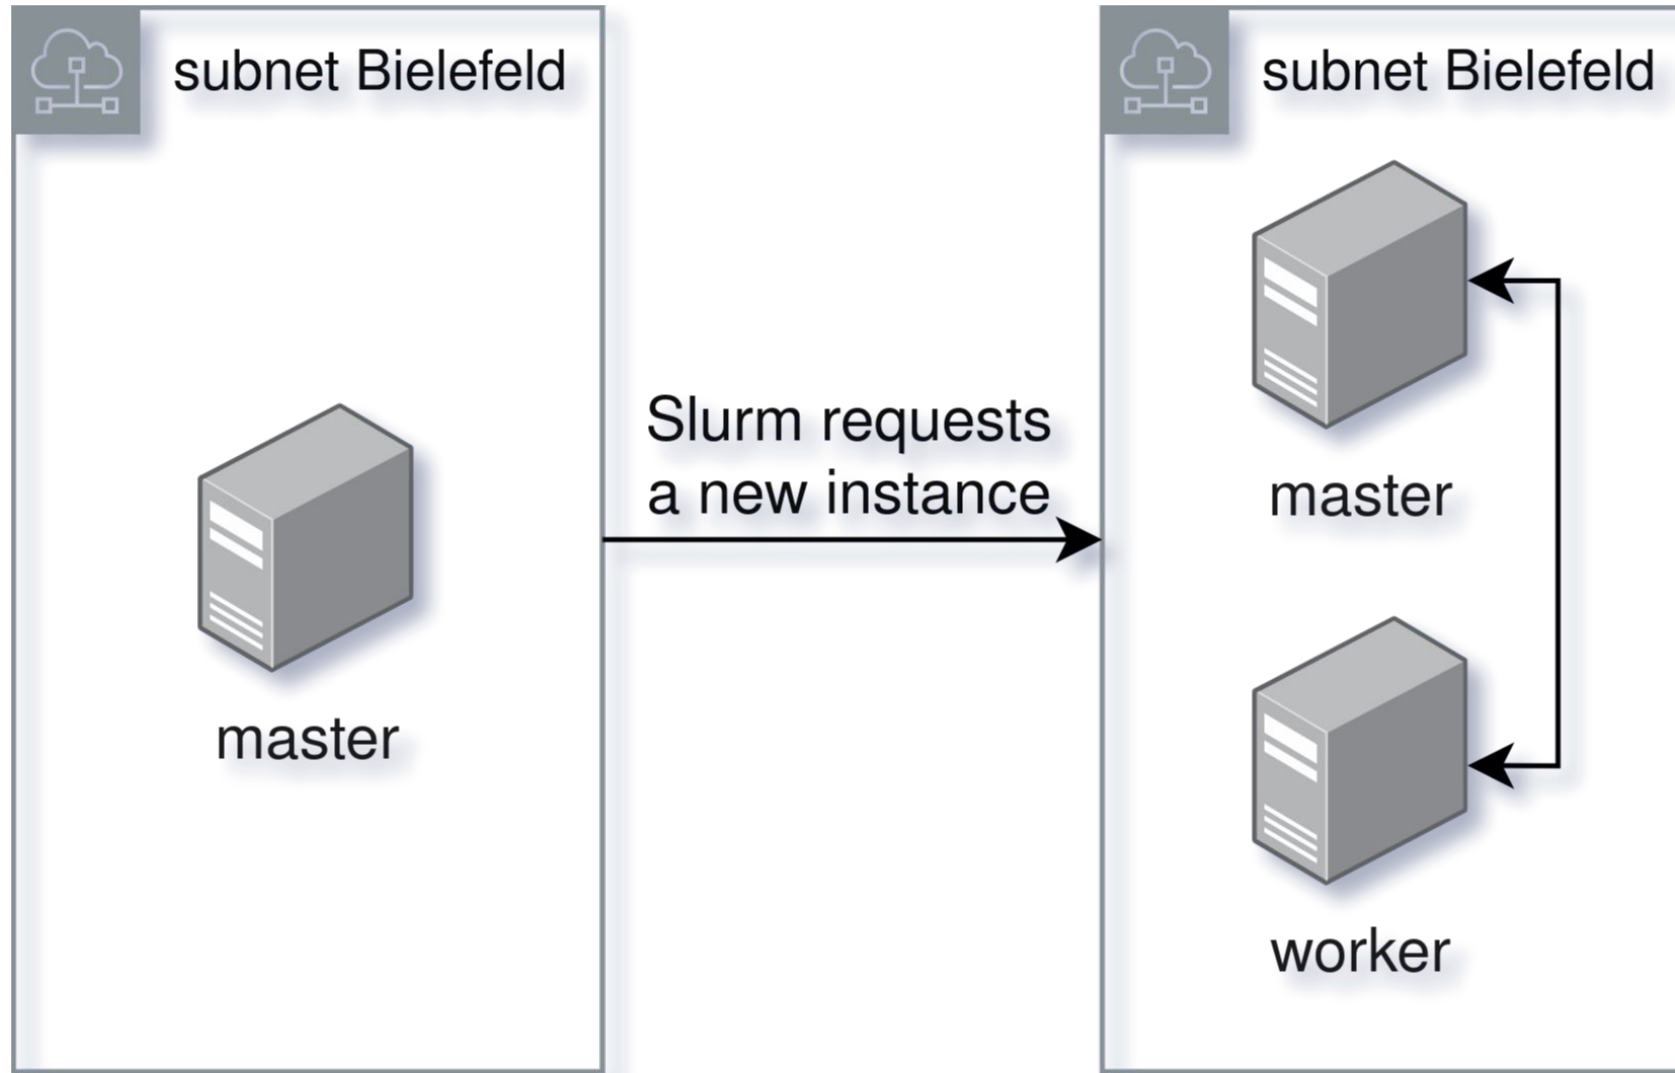 subnet Bielefeld
master
Slurm requests
a new instance
subnet Bielefeld
master
worker